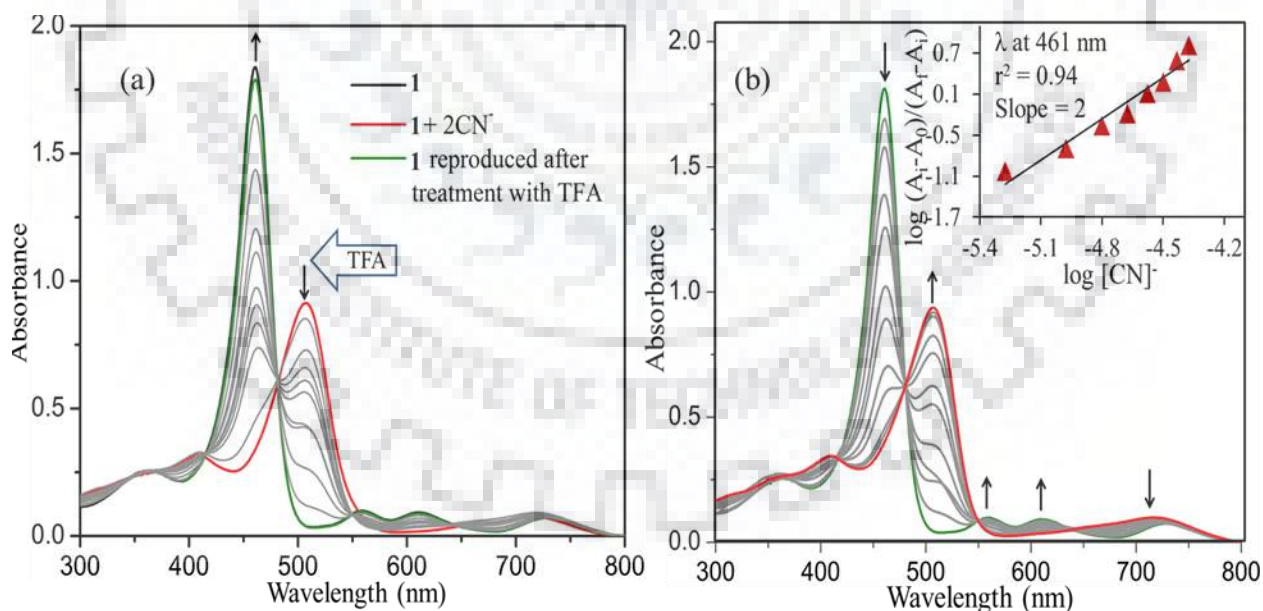 2.0
1.5
1.0
0.5
0.0
Absorbance
(a)
1
1 + 2CN⁻
1 reproduced after
treatment with TFA
TFA
300 400 500 600 700 800
Wavelength (nm)
2.0
1.5
1.0
0.5
0.0
Absorbance
(b)
log (Aᵢ-A₀)/(A_f-Aᵢ)
0.7
0.1
-0.5
-1.1
-1.7
λ at 461 nm
r² = 0.94
Slope = 2
-5.4 -5.1 -4.8 -4.5 -4.2
log [CN]⁻
300 400 500 600 700 800
Wavelength (nm)